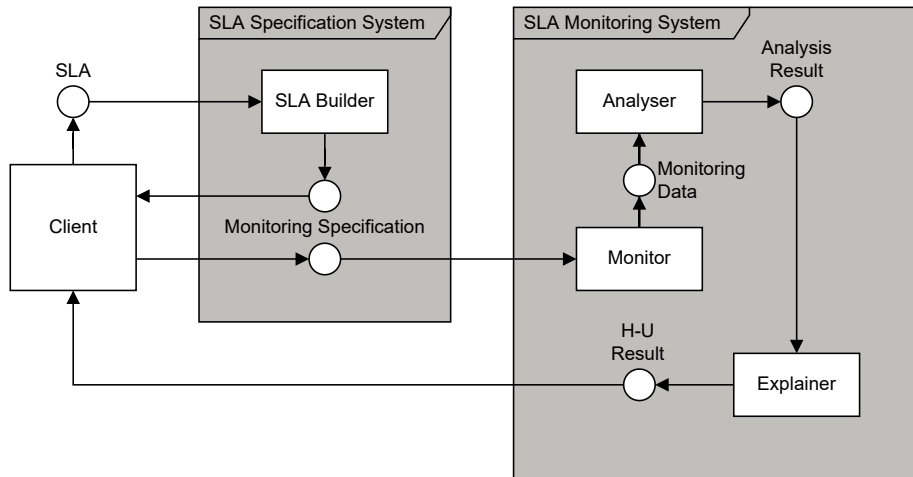 SLA Specification System
SLA Monitoring System
SLA
SLA Builder
Analyser
Analysis
Result
Monitoring
Data
Client
Monitoring Specification
Monitor
H-U
Result
Explainer